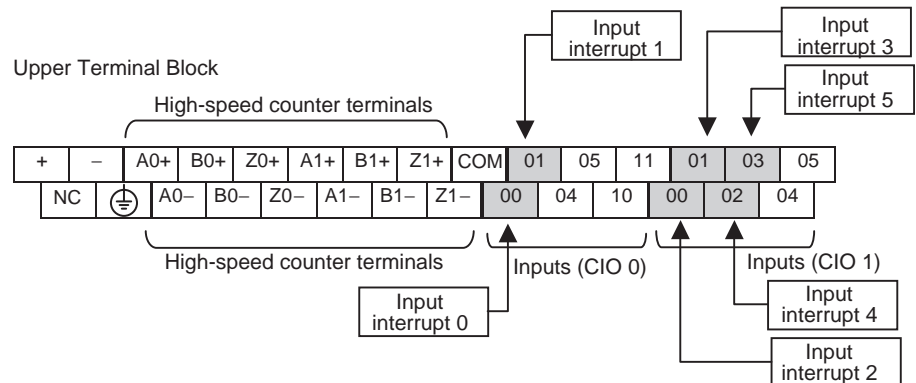 Input
interrupt 1
Input
interrupt 3
Upper Terminal Block
Input
interrupt 5
High-speed counter terminals
+ − A0+ B0+ Z0+ A1+ B1+ Z1+ COM 01 05 11 01 03 05
NC A0− B0− Z0− A1− B1− Z1− 00 04 10 00 02 04
High-speed counter terminals
Inputs (CIO 0)
Inputs (CIO 1)
Input
interrupt 0
Input
interrupt 4
Input
interrupt 2